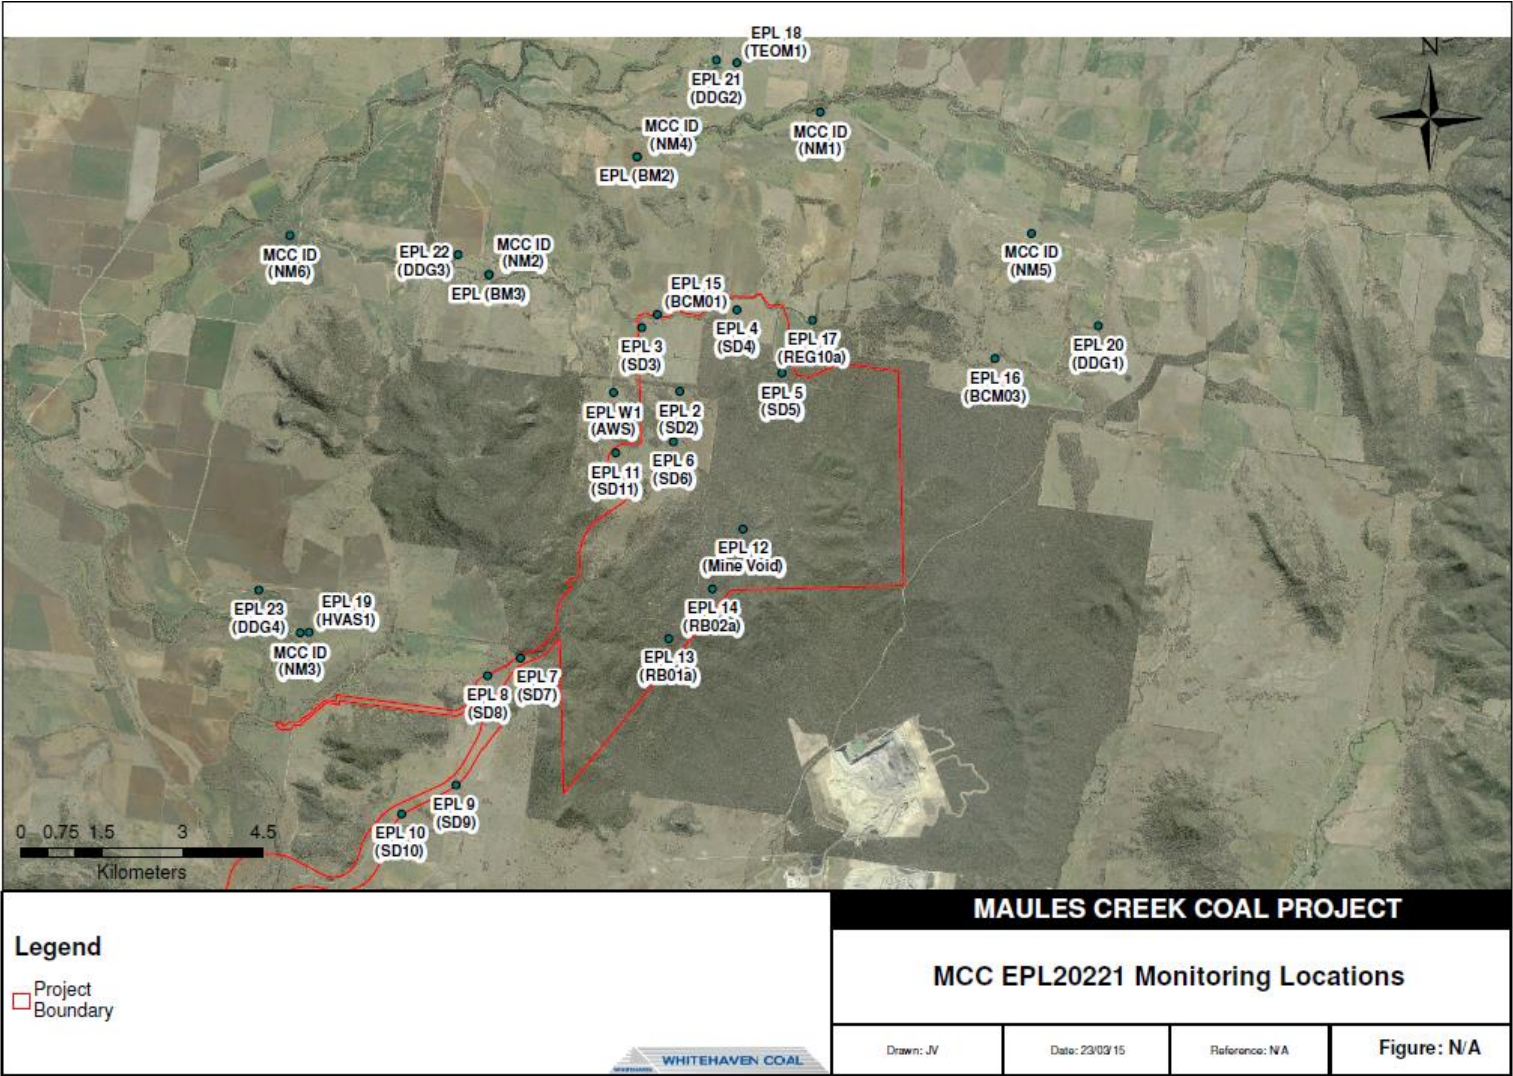 EPL 18
(TEOM1)
N
EPL 21
(DDG2)
MCC ID
(NM4)
MCC ID
(NM1)
EPL (BM2)
MCC ID
(NM6)
EPL 22
(DDG3)
MCC ID
(NM2)
EPL (BM3)
MCC ID
(NM5)
EPL 15
(BCM01)
EPL 3
(SD3)
EPL 4
(SD4)
EPL 17
(REG10a)
EPL 20
(DDG1)
EPL 5
(SD5)
EPL 16
(BCM03)
EPL W1
(AWS)
EPL 2
(SD2)
EPL 11
(SD11)
EPL 6
(SD6)
EPL 12
(Mine Void)
EPL 14
(RB02a)
EPL 23
(DDG4)
EPL 19
(HVAS1)
MCC ID
(NM3)
EPL 13
(RB01a)
EPL 7
(SD7)
EPL 8
(SD8)
EPL 9
(SD9)
EPL 10
(SD10)
0 0.75 1.5 3 4.5
Kilometers
Legend
Project
Boundary
WHITEHAVEN COAL
MAULES CREEK COAL PROJECT
MCC EPL20221 Monitoring Locations
Drawn: JV
Date: 23/03/15
Reference: N/A
Figure: N/A